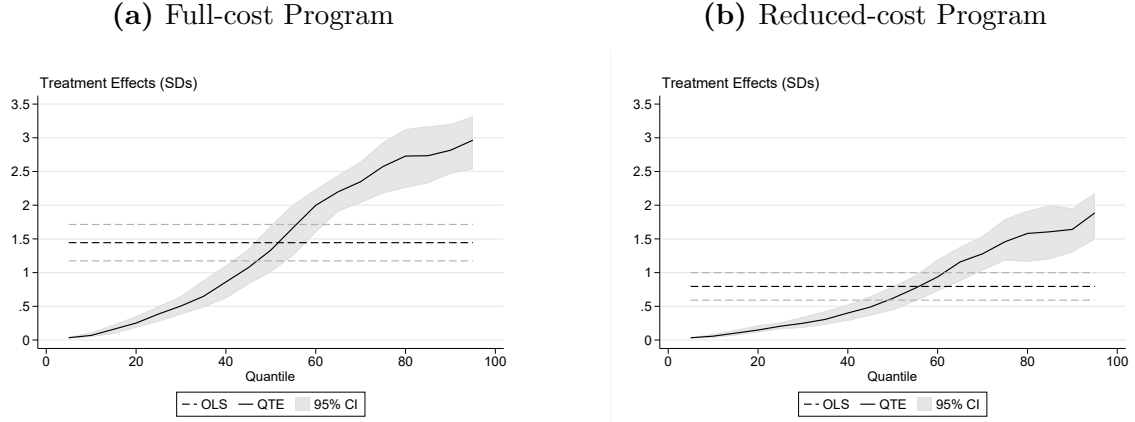 (a) Full-cost Program
Treatment Effects (SDs)
3.5
3
2.5
2
1.5
1
.5
0
0 20 40 60 80 100
Quantile
OLS QTE 95% CI
(b) Reduced-cost Program
Treatment Effects (SDs)
3.5
3
2.5
2
1.5
1
.5
0
0 20 40 60 80 100
Quantile
OLS QTE 95% CI